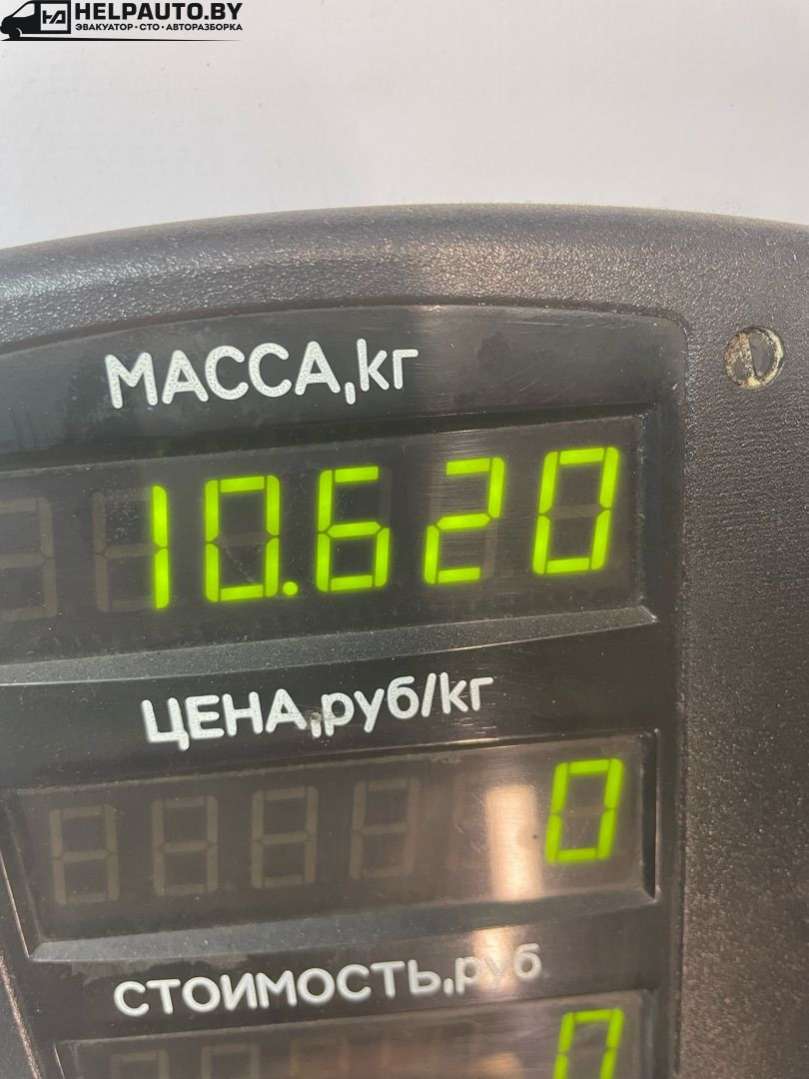 HELPAUTO.BY
ЭВАКУАТОР • СТО • АВТОРАЗБОРКА
МАССА,кг
10.620
ЦЕНА,руб/кг
0
СТОИМОСТЬ,руб
0